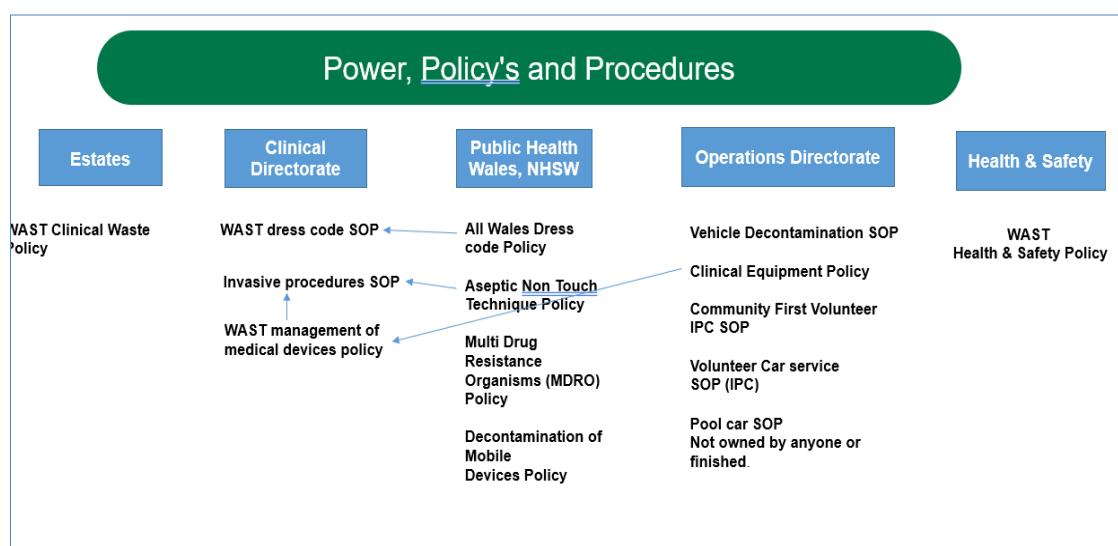 Power, Policy's and Procedures
Estates
WAST Clinical Waste
Policy
Clinical
Directorate
WAST dress code SOP
Invasive procedures SOP
WAST management of
medical devices policy
Public Health
Wales, NHSW
All Wales Dress
code Policy
Aseptic Non Touch
Technique Policy
Multi Drug
Resistance
Organisms (MDRO)
Policy
Decontamination of
Mobile
Devices Policy
Operations Directorate
Vehicle Decontamination SOP
Clinical Equipment Policy
Community First Volunteer
IPC SOP
Volunteer Car service
SOP (IPC)
Pool car SOP
Not owned by anyone or
finished.
Health & Safety
WAST
Health & Safety Policy